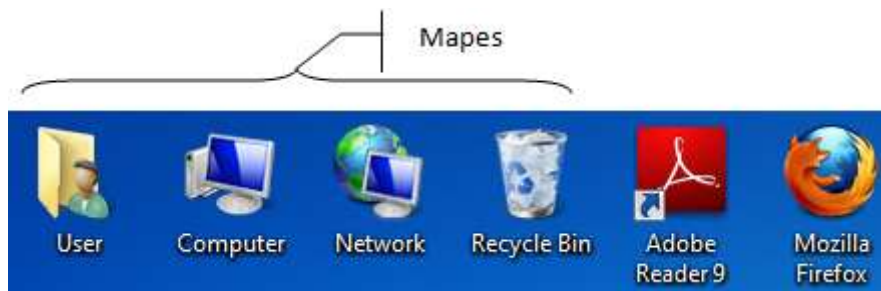 Mapes
User
Computer
Network
Recycle Bin
Adobe
Reader 9
Mozilla
Firefox